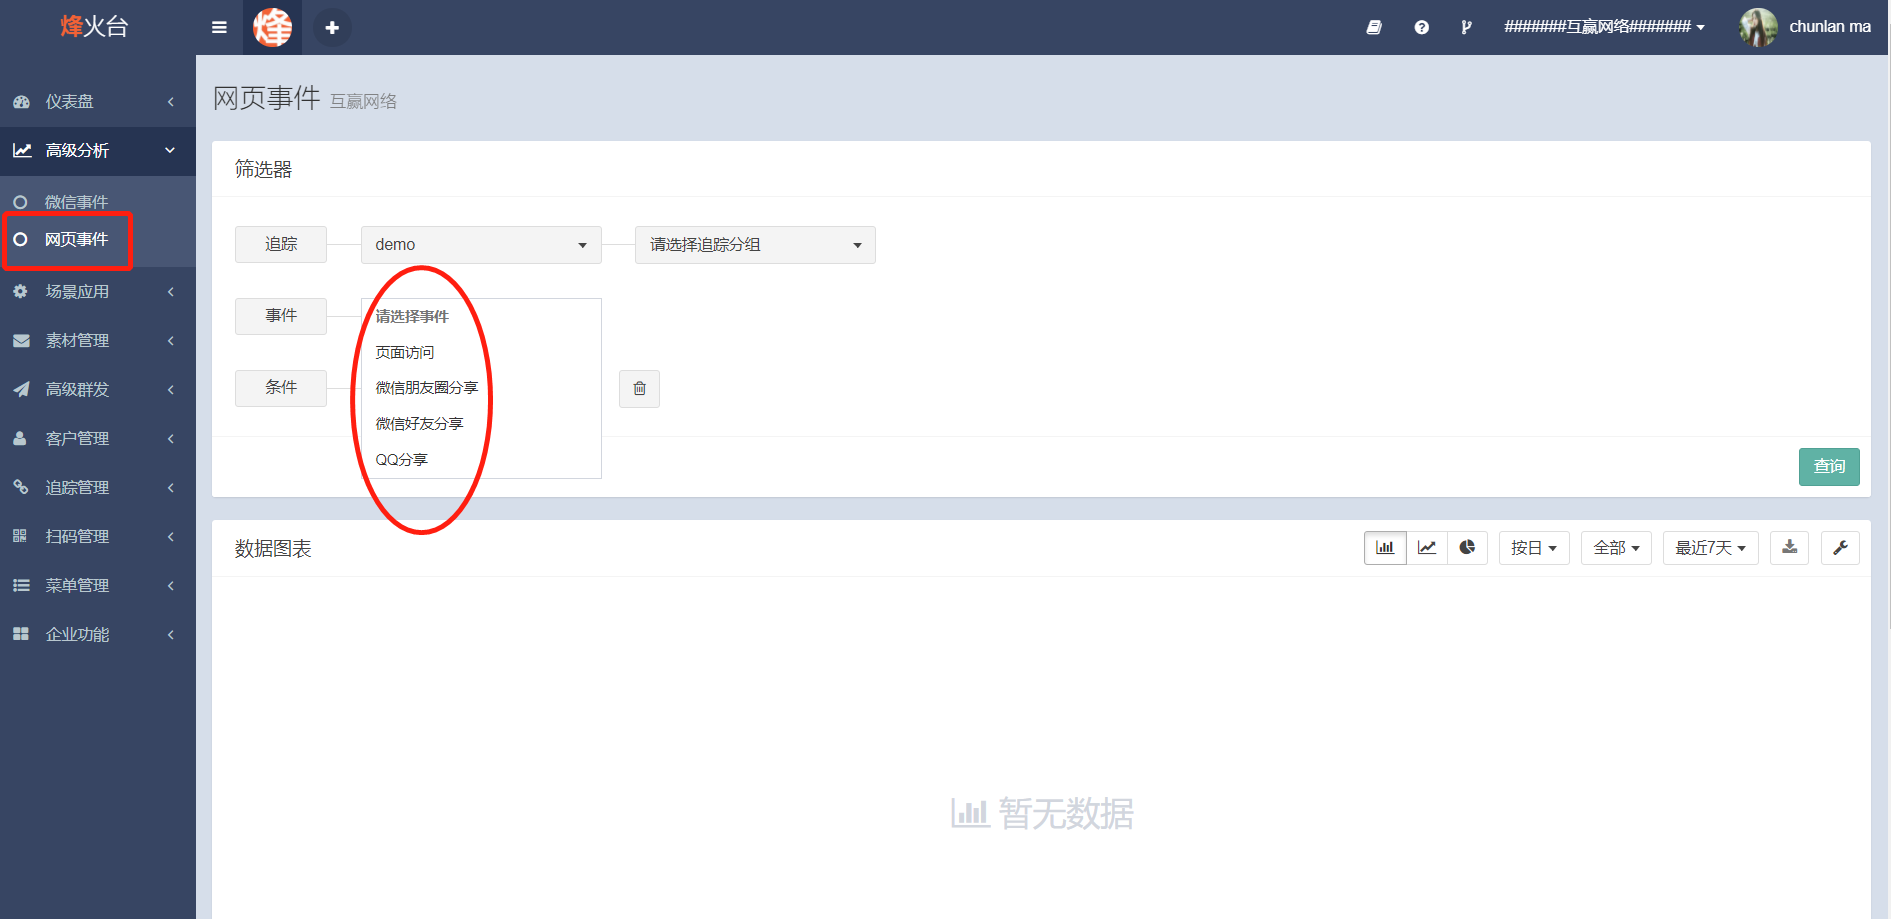 烽火台
烽
#######互赢网络#######
chunlan ma
仪表盘
高级分析
微信事件
网页事件
场景应用
素材管理
高级群发
客户管理
追踪管理
扫码管理
菜单管理
企业功能
网页事件 互赢网络
筛选器
追踪 demo 请选择追踪分组
事件 请选择事件
页面访问
条件 微信朋友圈分享
微信好友分享
QQ分享
查询
数据图表 按日 全部 最近7天
暂无数据